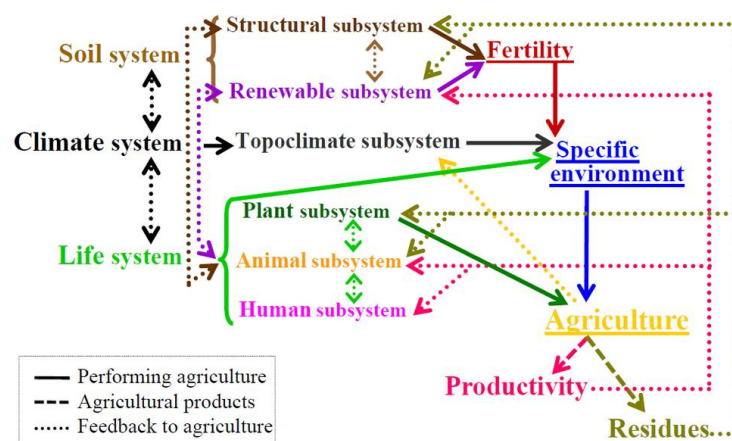 Structural subsystem
Soil system
Fertility
Renewable subsystem
Climate system
Topoclimate subsystem
Specific
environment
Plant subsystem
Life system
Animal subsystem
Human subsystem
Agriculture
Performing agriculture
Agricultural products
Feedback to agriculture
Productivity
Residues...